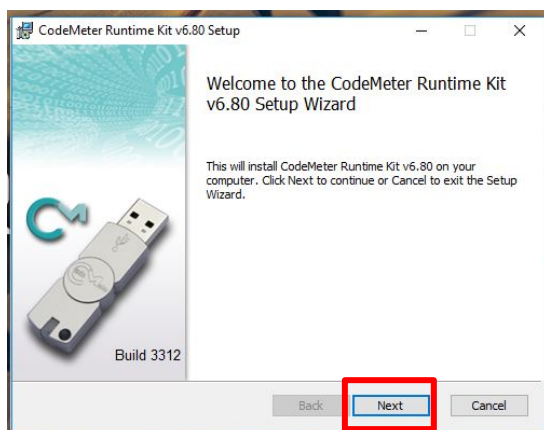 CodeMeter Runtime Kit v6.80 Setup
Welcome to the CodeMeter Runtime Kit
v6.80 Setup Wizard
This will install CodeMeter Runtime Kit v6.80 on your
computer. Click Next to continue or Cancel to exit the Setup
Wizard.
Build 3312
Back
Next
Cancel